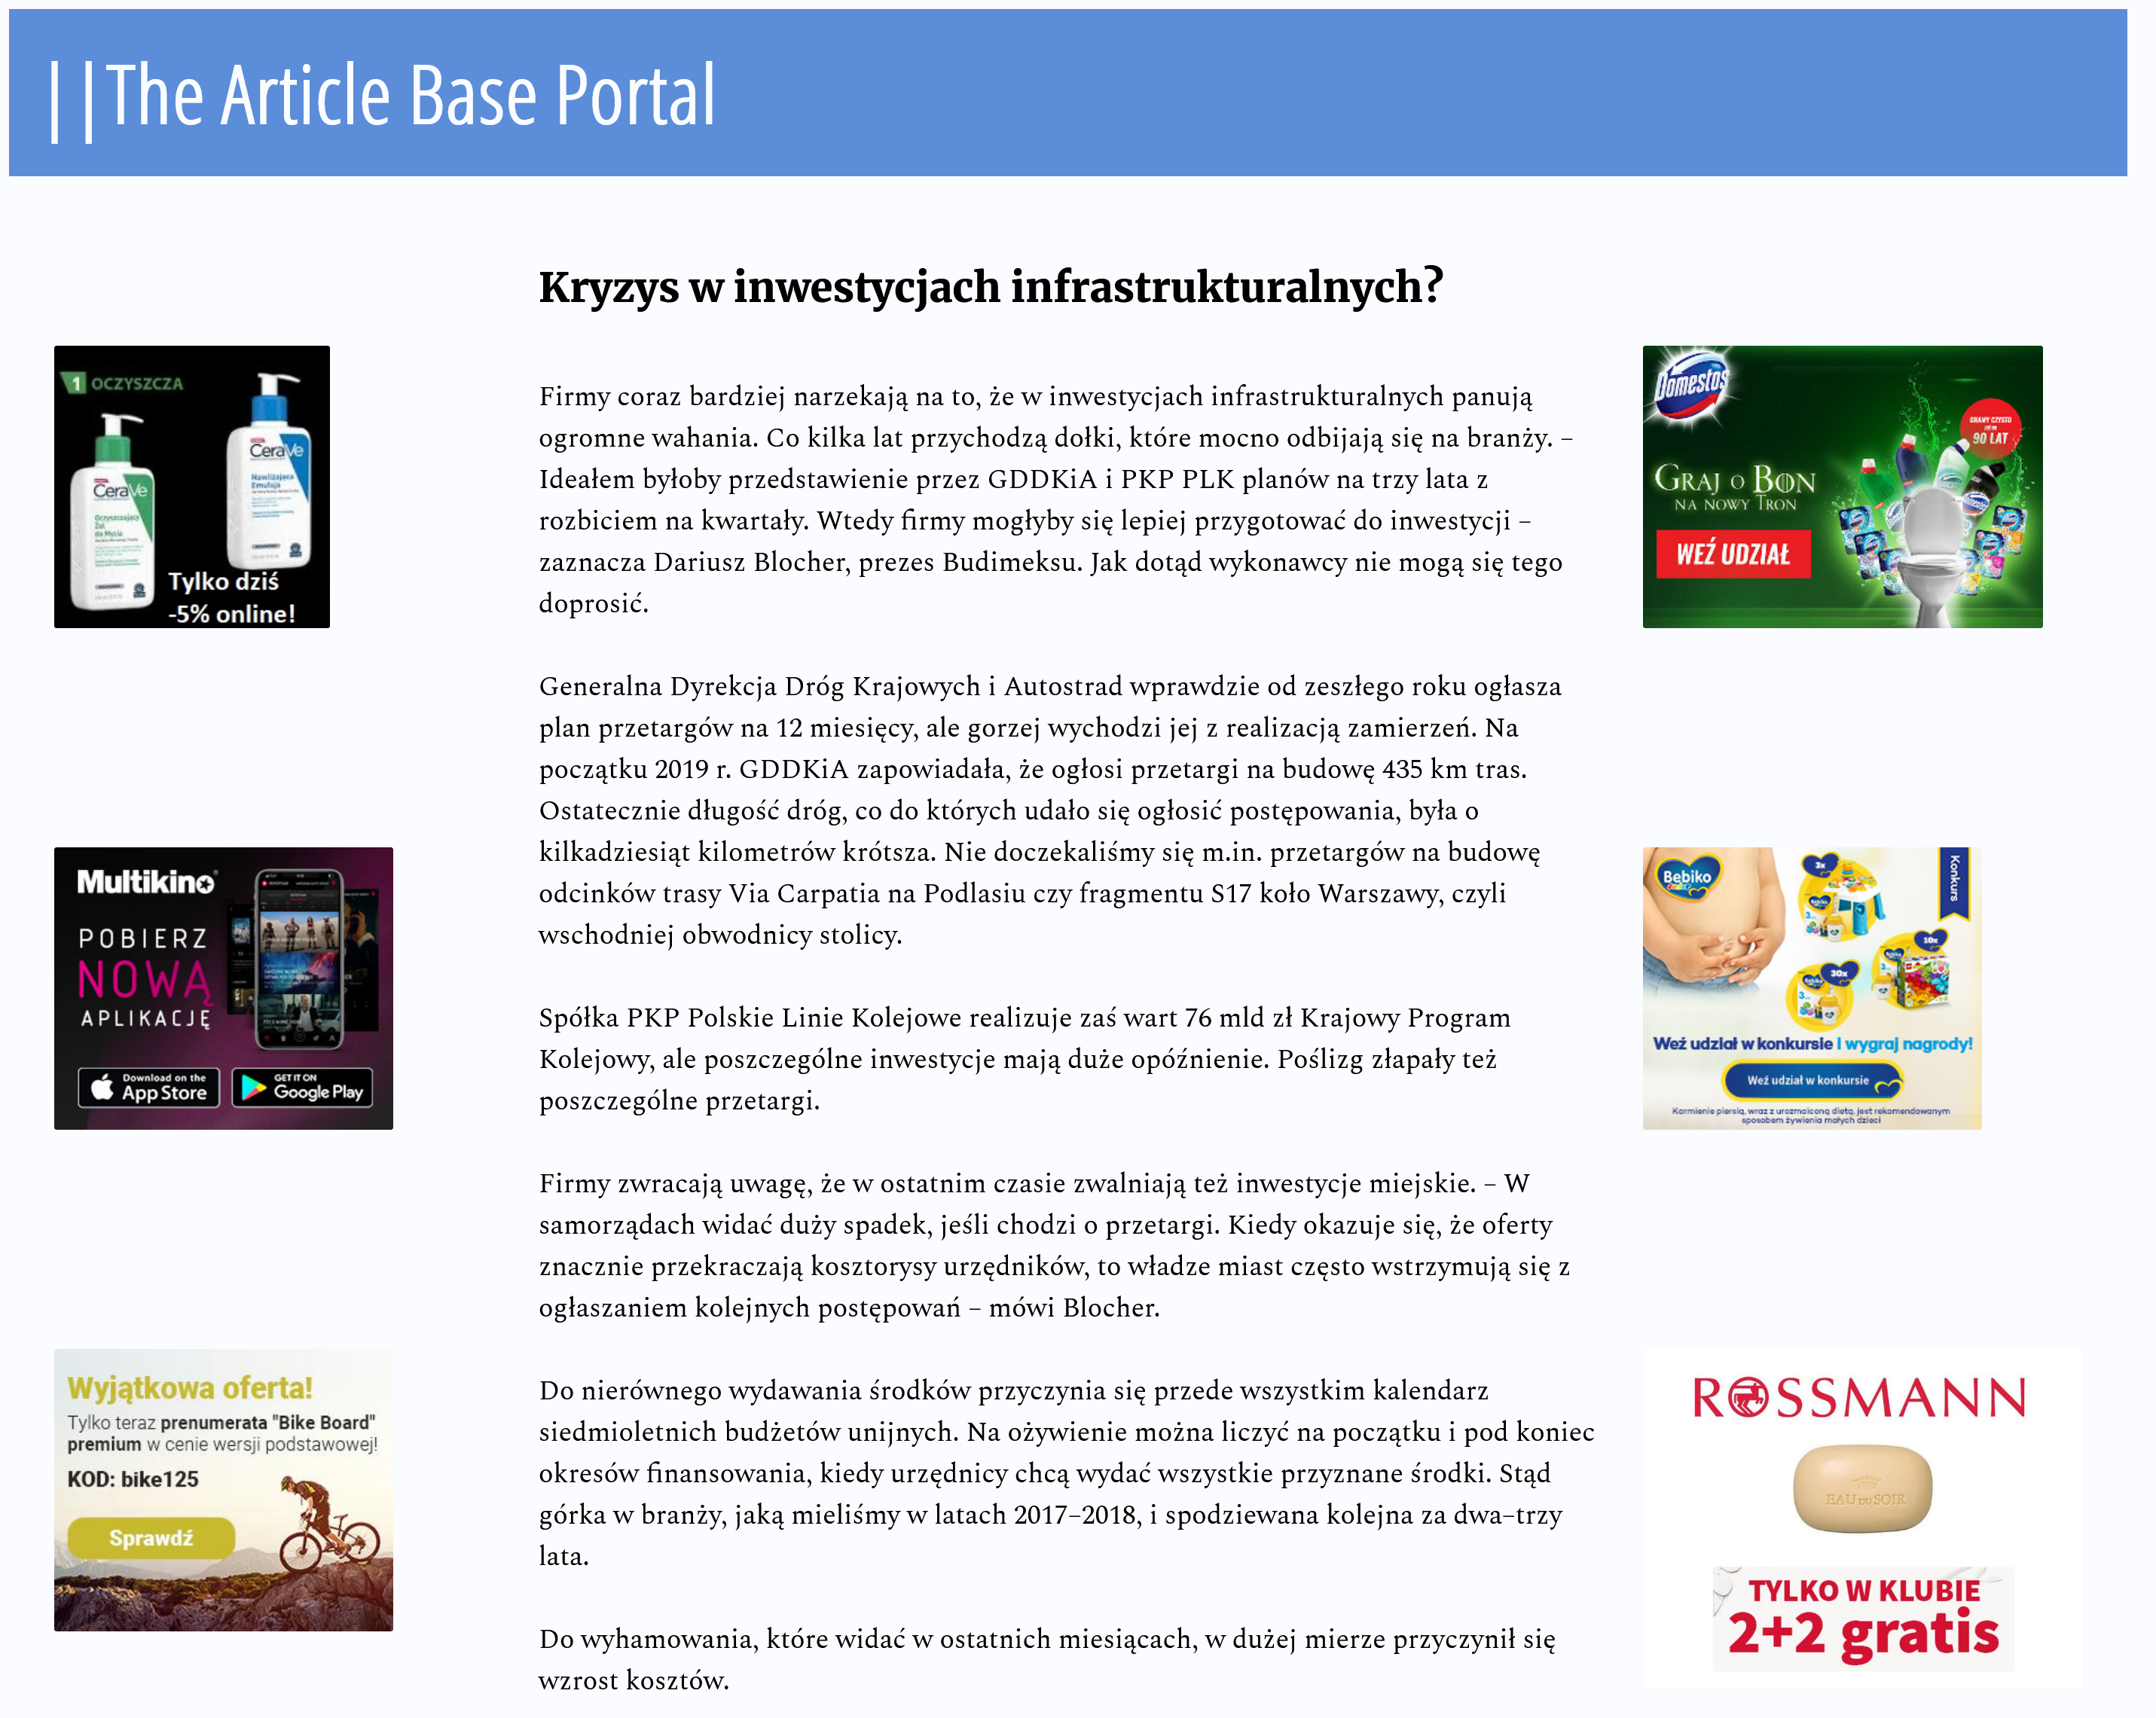 ||The Article Base Portal
Kryzys w inwestycjach infrastrukturalnych?
Firmy coraz bardziej narzekają na to, że w inwestycjach infrastrukturalnych panują
ogromne wahania. Co kilka lat przychodzą dołki, które mocno odbijają się na branży. –
Ideałem byłoby przedstawienie przez GDDKiA i PKP PLK planów na trzy lata z
rozbiciem na kwartały. Wtedy firmy mogłyby się lepiej przygotować do inwestycji –
zaznacza Dariusz Blocher, prezes Budimeksu. Jak dotąd wykonawcy nie mogą się tego
doprosić.
Generalna Dyrekcja Dróg Krajowych i Autostrad wprawdzie od zeszłego roku ogłasza
plan przetargów na 12 miesięcy, ale gorzej wychodzi jej z realizacją zamierzeń. Na
początku 2019 r. GDDKiA zapowiadała, że ogłosi przetargi na budowę 435 km tras.
Ostatecznie długość dróg, co do których udało się ogłosić postępowania, była o
kilkadziesiąt kilometrów krótsza. Nie doczekaliśmy się m.in. przetargów na budowę
odcinków trasy Via Carpatia na Podlasiu czy fragmentu S17 koło Warszawy, czyli
wschodniej obwodnicy stolicy.
Spółka PKP Polskie Linie Kolejowe realizuje zaś wart 76 mld zł Krajowy Program
Kolejowy, ale poszczególne inwestycje mają duże opóźnienie. Poślizg złapały też
poszczególne przetargi.
Firmy zwracają uwagę, że w ostatnim czasie zwalniają też inwestycje miejskie. – W
samorządach widać duży spadek, jeśli chodzi o przetargi. Kiedy okazuje się, że oferty
znacznie przekraczają kosztorysy urzędników, to władze miast często wstrzymują się z
ogłaszaniem kolejnych postępowań – mówi Blocher.
Do nierównego wydawania środków przyczynia się przede wszystkim kalendarz
siedmioletnich budżetów unijnych. Na ożywienie można liczyć na początku i pod koniec
okresów finansowania, kiedy urzędnicy chcą wydać wszystkie przyznane środki. Stąd
górka w branży, jaką mieliśmy w latach 2017–2018, i spodziewana kolejna za dwa–trzy
lata.
Do wyhamowania, które widać w ostatnich miesiącach, w dużej mierze przyczynił się
wzrost kosztów.
1 OCZYSZCZA
CeraVe
Nawilżająca
Emulsja
CeraVe
Oczyszczający
Żel
do Mycia
Tylko dziś
-5% online!
Multikino
POBIERZ
NOWĄ
APLIKACJĘ
Download on the
App Store
GET IT ON
Google Play
Wyjątkowa oferta!
Tylko teraz prenumerata "Bike Board"
premium w cenie wersji podstawowej!
KOD: bike125
Sprawdź
Domestos
GRAMY CZYSTO
90 LAT
GRAJ O BON
NA NOWY TRON
WEŹ UDZIAŁ
Bebiko
Junior
Konkurs
3x
10x
30x
Weź udział w konkursie i wygraj nagrody!
Weź udział w konkursie
Karmienie piersią, wraz z urozmaiconą dietą, jest rekomendowanym
sposobem żywienia małych dzieci
ROSSMANN
EAU DU SOIR
TYLKO W KLUBIE
2+2 gratis